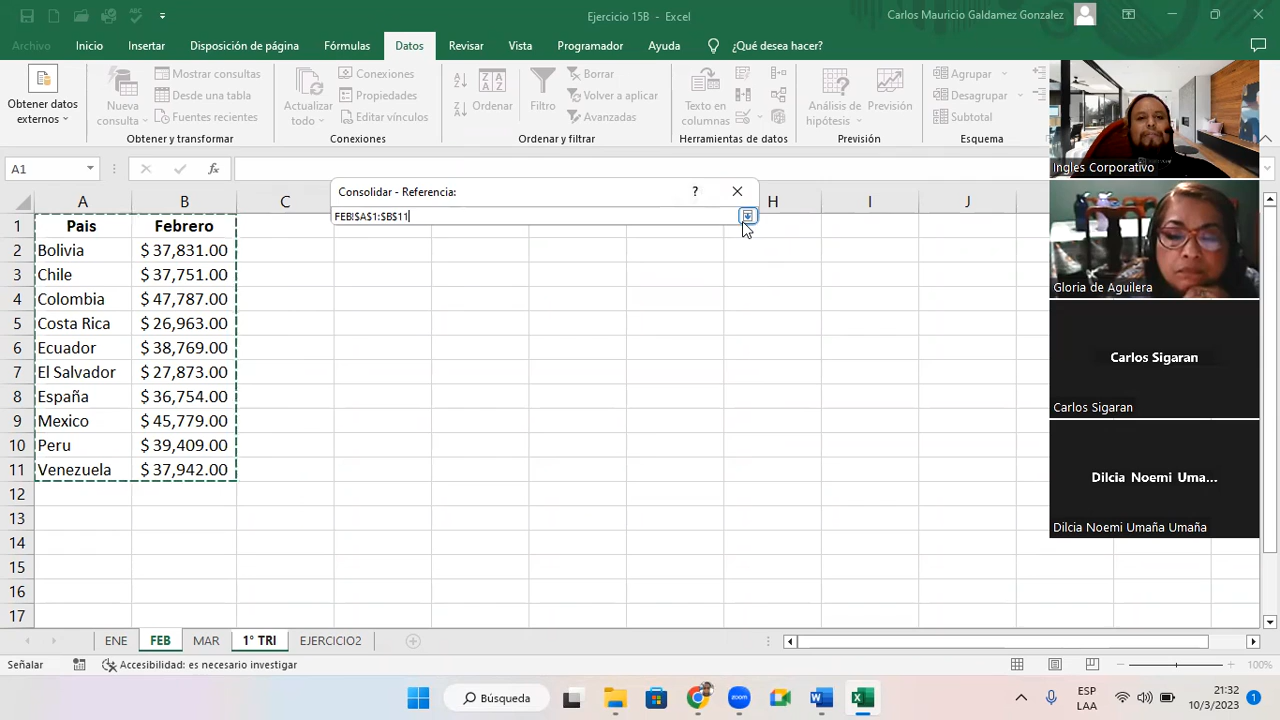 Ejercicio 15B - Excel
Carlos Mauricio Galdamez Gonzalez
Archivo Inicio Insertar Disposición de página Fórmulas Datos Revisar Vista Programador Ayuda ¿Qué desea hacer?
Obtener datos externos
Nueva consulta
Mostrar consultas
Desde una tabla
Fuentes recientes
Obtener y transformar
Actualizar todo
Conexiones
Propiedades
Editar vínculos
Conexiones
Ordenar
Filtro
Borrar
Volver a aplicar
Avanzadas
Ordenar y filtrar
Texto en columnas
Herramientas de datos
Análisis de hipótesis
Previsión
Previsión
Agrupar
Desagrupar
Subtotal
Esquema
A1
fx
Consolidar - Referencia:
? 
FEB!$A$1:$B$11
A B C H I J
1 Pais Febrero
2 Bolivia $ 37,831.00
3 Chile $ 37,751.00
4 Colombia $ 47,787.00
5 Costa Rica $ 26,963.00
6 Ecuador $ 38,769.00
7 El Salvador $ 27,873.00
8 España $ 36,754.00
9 Mexico $ 45,779.00
10 Peru $ 39,409.00
11 Venezuela $ 37,942.00
12
13
14
15
16
17
Ingles Corporativo
Gloria de Aguilera
Carlos Sigaran
Carlos Sigaran
Dilcia Noemi Uma...
Dilcia Noemi Umaña Umaña
ENE FEB MAR 1° TRI EJERCICIO2
Señalar
Accesibilidad: es necesario investigar
100%
Búsqueda
zoom
ESP
LAA
21:32
10/3/2023
1